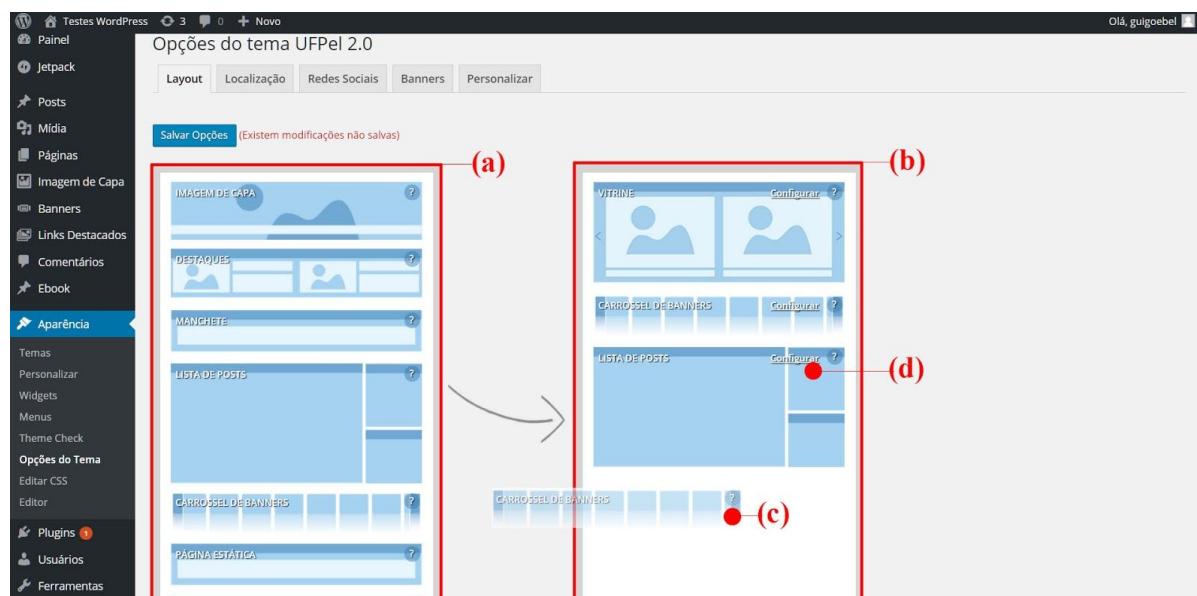 Testes WordPress 3 0 + Novo Olá, guigoebel
Painel
Jetpack
Posts
Mídia
Páginas
Imagem de Capa
Banners
Links Destacados
Comentários
Ebook
Aparência
Temas
Personalizar
Widgets
Menus
Theme Check
Opções do Tema
Editar CSS
Editor
Plugins 1
Usuários
Ferramentas
Opções do tema UFPel 2.0
Layout Localização Redes Sociais Banners Personalizar
Salvar Opções (Existem modificações não salvas)
(a)
IMAGEM DE CAPA ?
DESTAQUES ?
MANCHETE ?
LISTA DE POSTS ?
CARROSSEL DE BANNERS ?
PÁGINA ESTÁTICA ?
(b)
VITRINE Configurar ?
CARROSSEL DE BANNERS Configurar ?
LISTA DE POSTS Configurar ?
(d)
CARROSSEL DE BANNERS ?
(c)